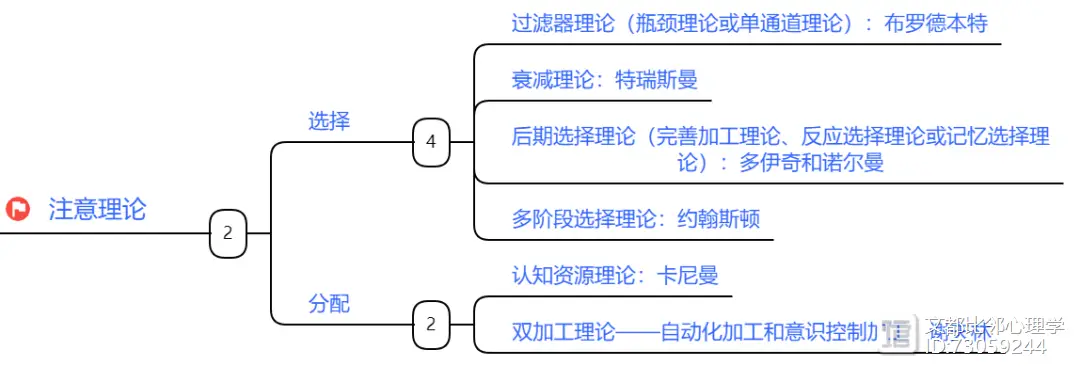 过滤器理论（瓶颈理论或单通道理论）：布罗德本特
衰减理论：特瑞斯曼
选择
4
后期选择理论（完善加工理论、反应选择理论或记忆选择理
论）：多伊奇和诺尔曼
注意理论
2
多阶段选择理论：约翰斯顿
认知资源理论：卡尼曼
分配
2
双加工理论——自动化加工和意识控制加
文都比邻心理学
ID:73059244